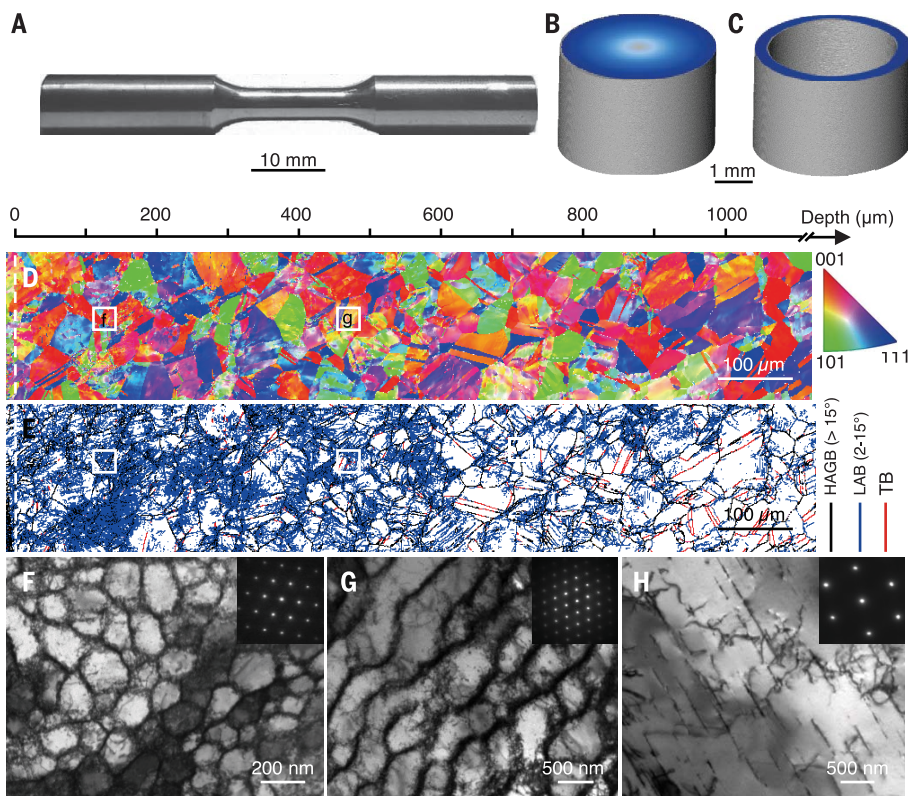 A
B
C
10 mm
1 mm
0 200 400 600 800 1000 Depth (µm)
D
f
g
100 µm
001
101
111
E
100 µm
HAGB (> 15°)
LAB (2-15°)
TB
F
G
H
200 nm
500 nm
500 nm